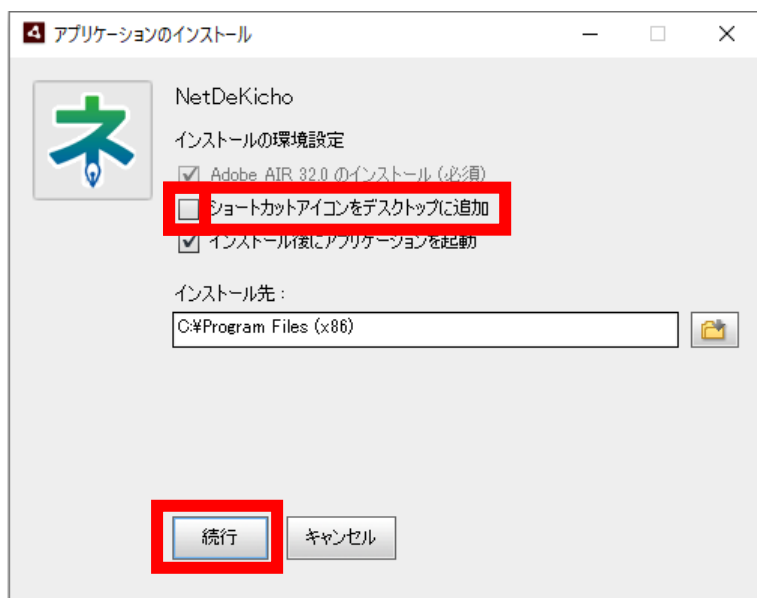 アプリケーションのインストール
ネ
NetDeKicho
インストールの環境設定
Adobe AIR 32.0 のインストール (必須)
ショートカットアイコンをデスクトップに追加
インストール後にアプリケーションを起動
インストール先 :
C:¥Program Files (x86)
続行
キャンセル